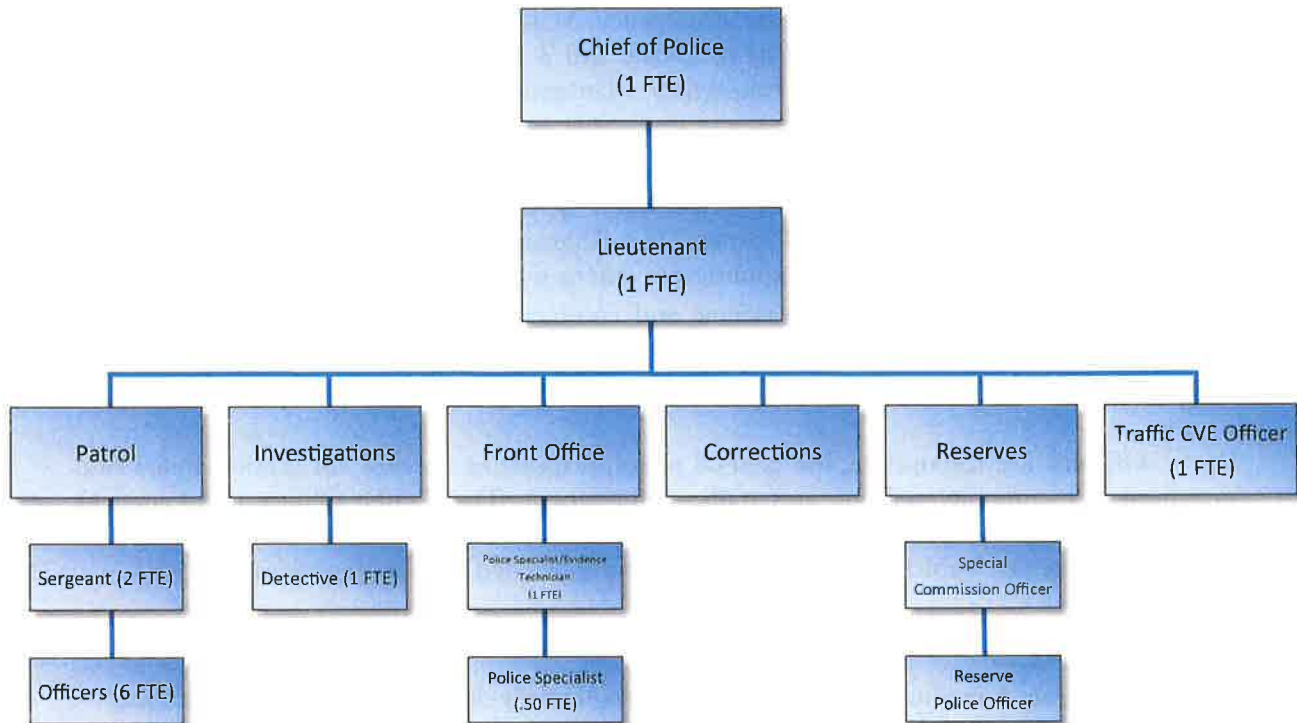 Chief of Police
(1 FTE)
Lieutenant
(1 FTE)
Patrol
Investigations
Front Office
Corrections
Reserves
Traffic CVE Officer
(1 FTE)
Sergeant (2 FTE)
Detective (1 FTE)
Police Specialist/Evidence
Technician
(1 FTE)
Special
Commission Officer
Officers (6 FTE)
Police Specialist
(.50 FTE)
Reserve
Police Officer